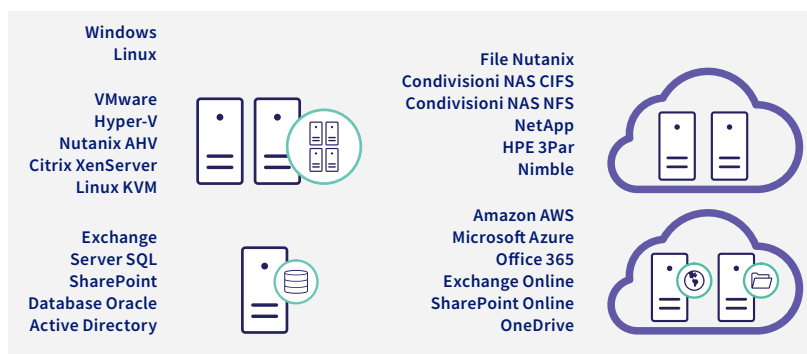 Windows
Linux
VMware
Hyper-V
Nutanix AHV
Citrix XenServer
Linux KVM
Exchange
Server SQL
SharePoint
Database Oracle
Active Directory
File Nutanix
Condivisioni NAS CIFS
Condivisioni NAS NFS
NetApp
HPE 3Par
Nimble
Amazon AWS
Microsoft Azure
Office 365
Exchange Online
SharePoint Online
OneDrive